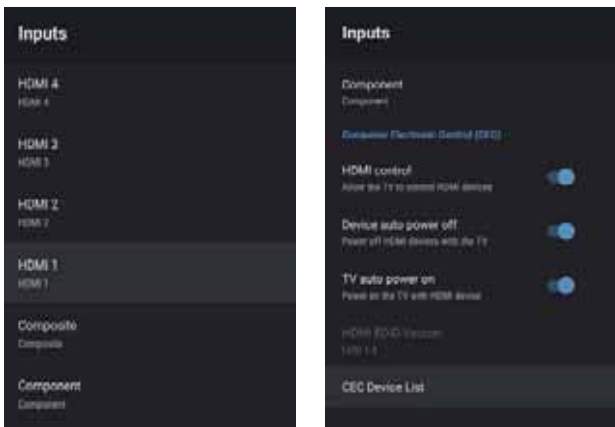 Inputs
HDMI 4
HDMI 4
HDMI 3
HDMI 3
HDMI 2
HDMI 2
HDMI 1
HDMI 1
Composite
Composite
Component
Component
Inputs
Component
Component
Consumer Electronic Control (CEC)
HDMI control
Allow the TV to control HDMI devices
Device auto power off
Power off HDMI devices with the TV
TV auto power on
Power on the TV with HDMI device
HDMI EDID Version
CEC Device List